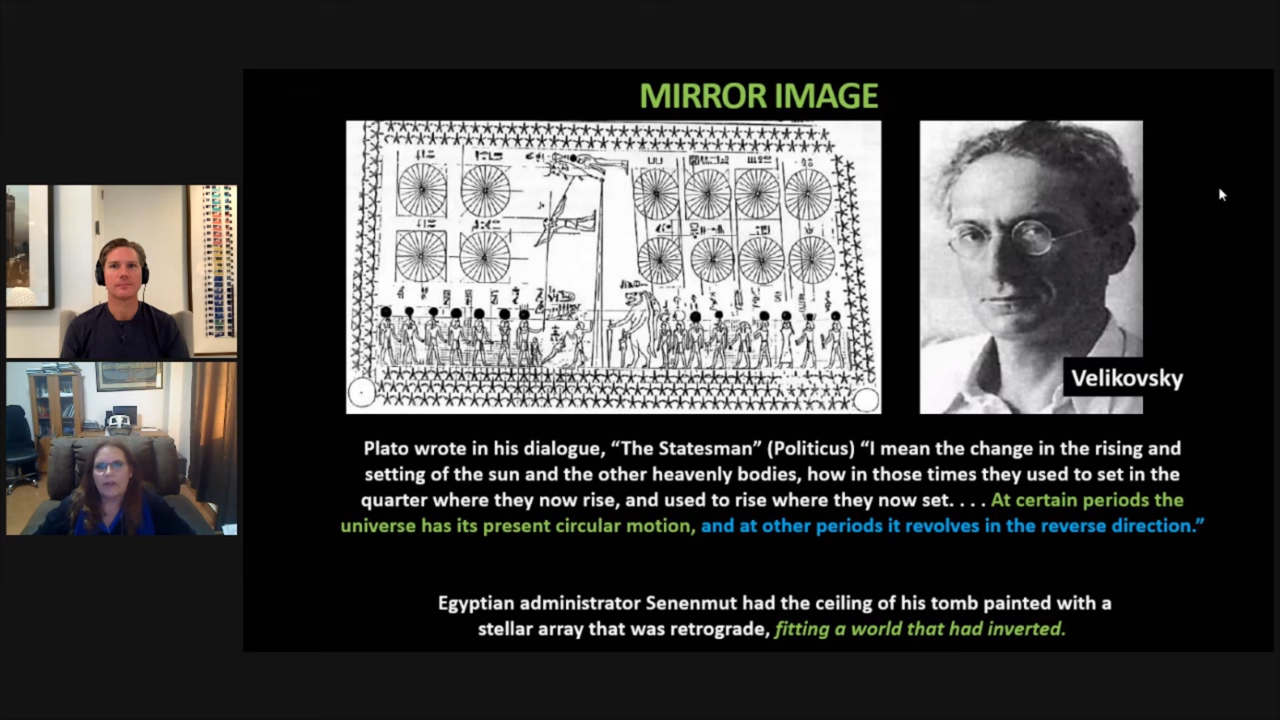 MIRROR IMAGE
Velikovsky
Plato wrote in his dialogue, “The Statesman” (Politicus) “I mean the change in the rising and
setting of the sun and the other heavenly bodies, how in those times they used to set in the
quarter where they now rise, and used to rise where they now set. . . . At certain periods the
universe has its present circular motion, and at other periods it revolves in the reverse direction.”
Egyptian administrator Senenmut had the ceiling of his tomb painted with a
stellar array that was retrograde, fitting a world that had inverted.